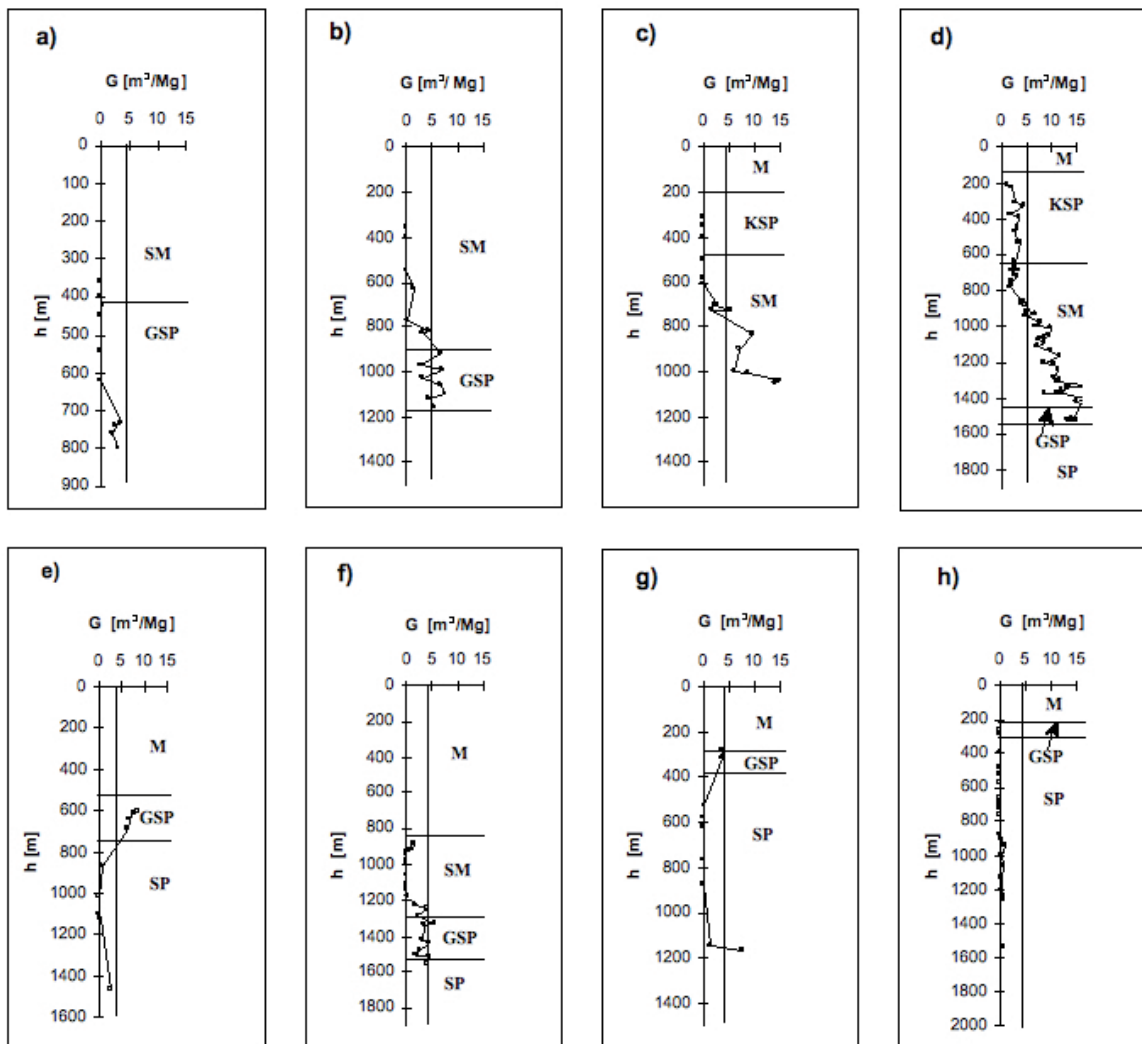 a)
G [m³/Mg]
0 5 10 15
0
100
200
300
400
500
600
700
800
900
h [m]
SM
GSP
b)
G [m³/ Mg]
0 5 10 15
0
200
400
600
800
1000
1200
1400
h [m]
SM
GSP
c)
G [m³/Mg]
0 5 10 15
0
200
400
600
800
1000
1200
1400
h [m]
M
KSP
SM
d)
G [m³/Mg]
0 5 10 15
0
200
400
600
800
1000
1200
1400
1600
1800
h [m]
M
KSP
SM
GSP
SP
e)
G [m³/Mg]
0 5 10 15
0
200
400
600
800
1000
1200
1400
1600
h [m]
M
GSP
SP
f)
G [m³/Mg]
0 5 10 15
0
200
400
600
800
1000
1200
1400
1600
1800
h [m]
M
SM
GSP
SP
g)
G [m³/Mg]
0 5 10 15
0
200
400
600
800
1000
1200
1400
h [m]
M
GSP
SP
h)
G [m³/Mg]
0 5 10 15
0
200
400
600
800
1000
1200
1400
1600
1800
2000
h [m]
M
GSP
SP